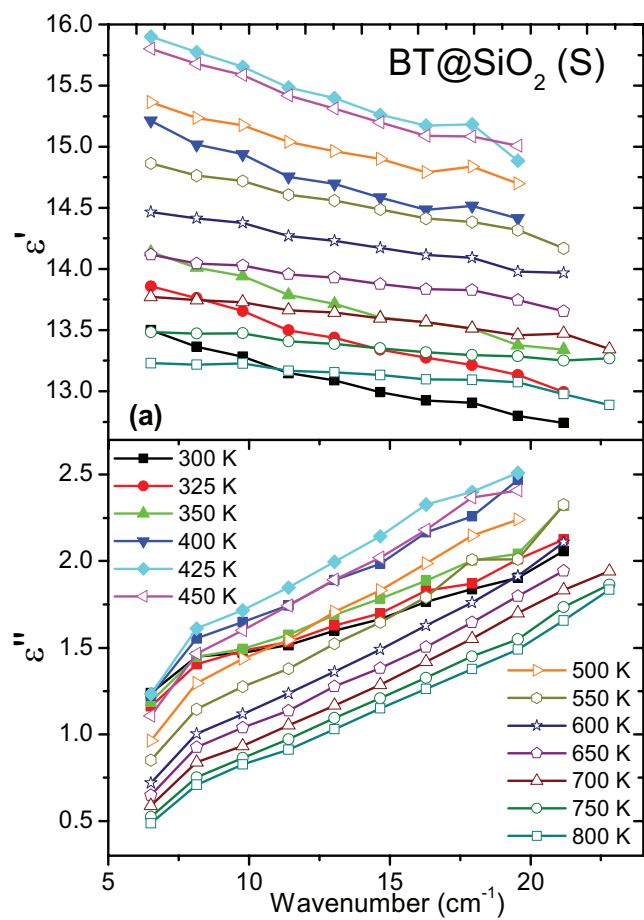 16.0
BT@SiO₂ (S)
15.5
15.0
14.5
ε'
14.0
13.5
13.0
(a)
2.5
300 K
325 K
350 K
400 K
425 K
450 K
2.0
ε''
1.5
1.0
0.5
500 K
550 K
600 K
650 K
700 K
750 K
800 K
5 10 15 20
Wavenumber (cm⁻¹)